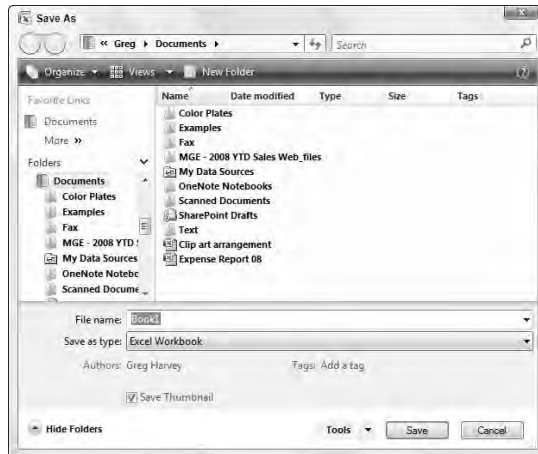 Save As
« Greg Documents Search
Organize Views New Folder
Favorite Links
Documents
More »
Folders
Documents
Color Plates
Examples
Fax
MGE - 2008 YTD
My Data Sources
OneNote Notebc
Scanned Docume
Name Date modified Type Size Tags
Color Plates
Examples
Fax
MGE - 2008 YTD Sales Web_files
My Data Sources
OneNote Notebooks
Scanned Documents
SharePoint Drafts
Text
Clip art arrangement
Expense Report 08
File name: Book1
Save as type: Excel Workbook
Authors: Greg Harvey Tags: Add a tag
Save Thumbnail
Hide Folders Tools Save Cancel